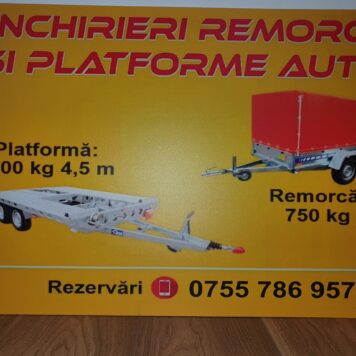 NCHIRIERI REMORC
ȘI PLATFORME AUT
Platformă:
00 kg 4,5 m
Remorcă
750 kg
Rezervări 0755 786 957